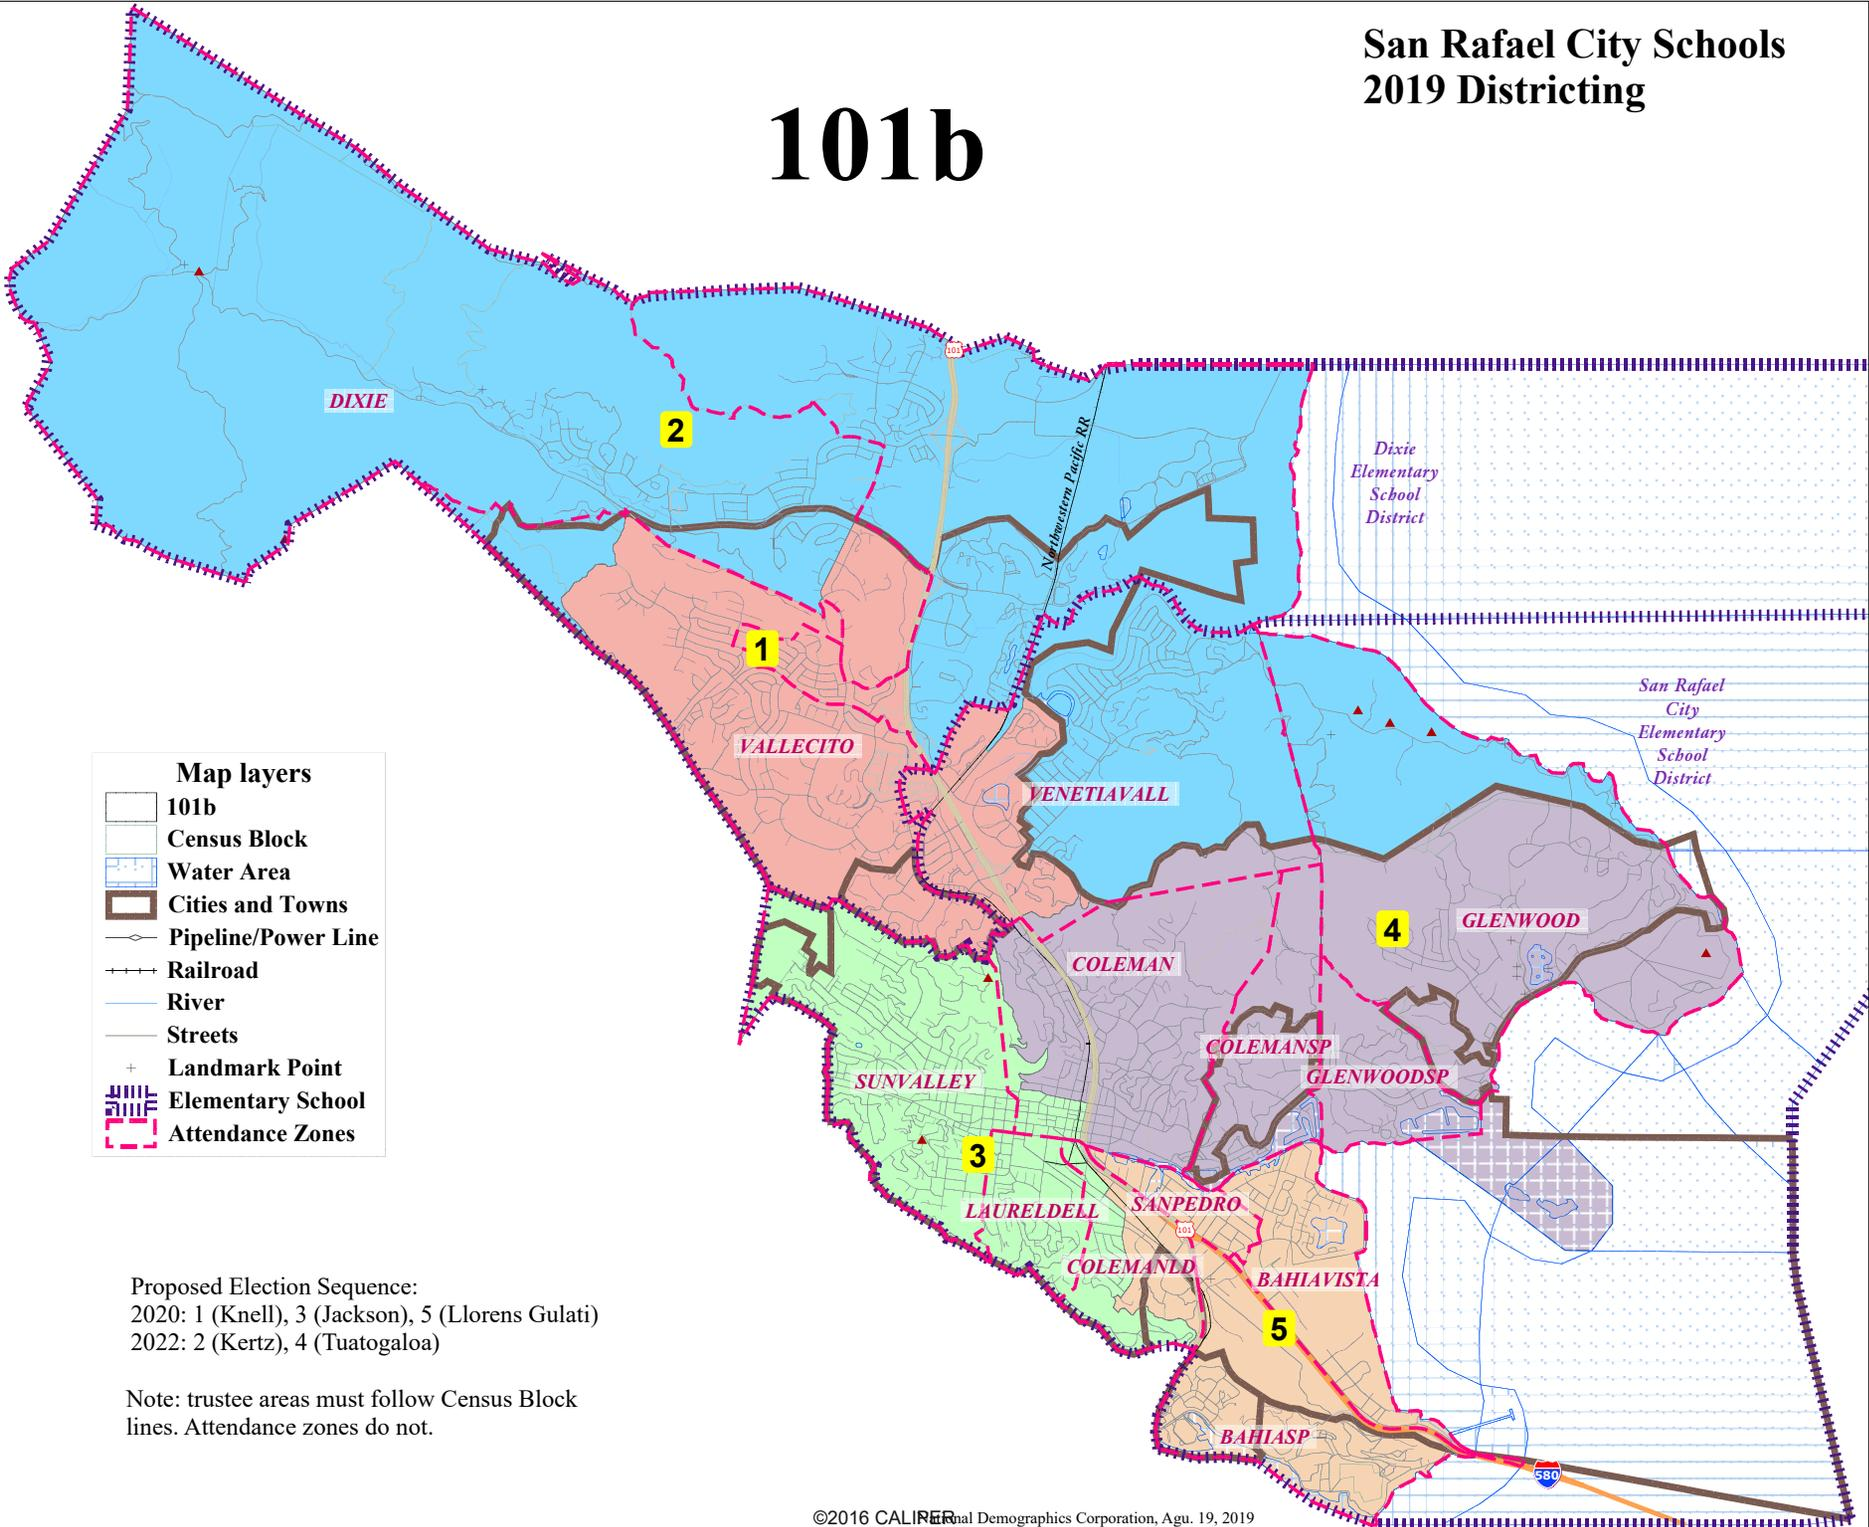 San Rafael City Schools
2019 Districting
101b
101
DIXIE
2
Northwestern Pacific RR
Dixie
Elementary
School
District
1
VALLECITO
VENETIAVALL
San Rafael
City
Elementary
School
District
Map layers
101b
Census Block
Water Area
Cities and Towns
Pipeline/Power Line
Railroad
River
Streets
Landmark Point
Elementary School
Attendance Zones
4
GLENWOOD
COLEMAN
COLEMANSP
GLENWOODSP
SUNVALLEY
3
LAURELDELL
SANPEDRO
101
COLEMANLD
BAHIAVISTA
5
BAHIASP
580
Proposed Election Sequence:
2020: 1 (Knell), 3 (Jackson), 5 (Llorens Gulati)
2022: 2 (Kertz), 4 (Tuatogaloa)
Note: trustee areas must follow Census Block
lines. Attendance zones do not.
©2016 CALIPER
National Demographics Corporation, Agu. 19, 2019